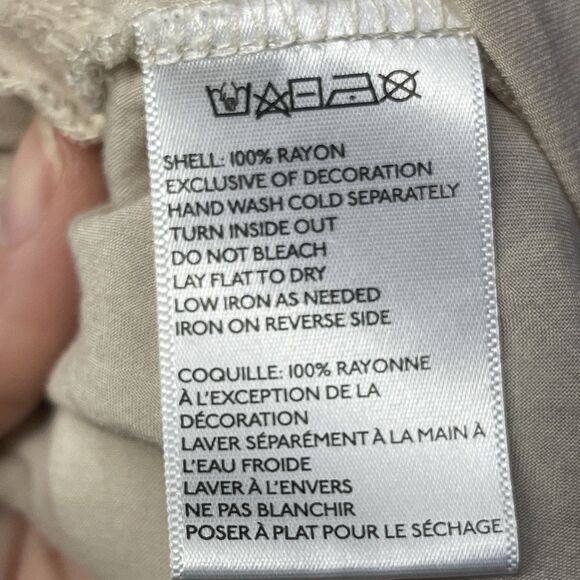 SHELL: 100% RAYON
EXCLUSIVE OF DECORATION
HAND WASH COLD SEPARATELY
TURN INSIDE OUT
DO NOT BLEACH
LAY FLAT TO DRY
LOW IRON AS NEEDED
IRON ON REVERSE SIDE
COQUILLE: 100% RAYONNE
À L'EXCEPTION DE LA
DÉCORATION
LAVER SÉPARÉMENT À LA MAIN À
L'EAU FROIDE
LAVER À L'ENVERS
NE PAS BLANCHIR
POSER À PLAT POUR LE SÉCHAGE